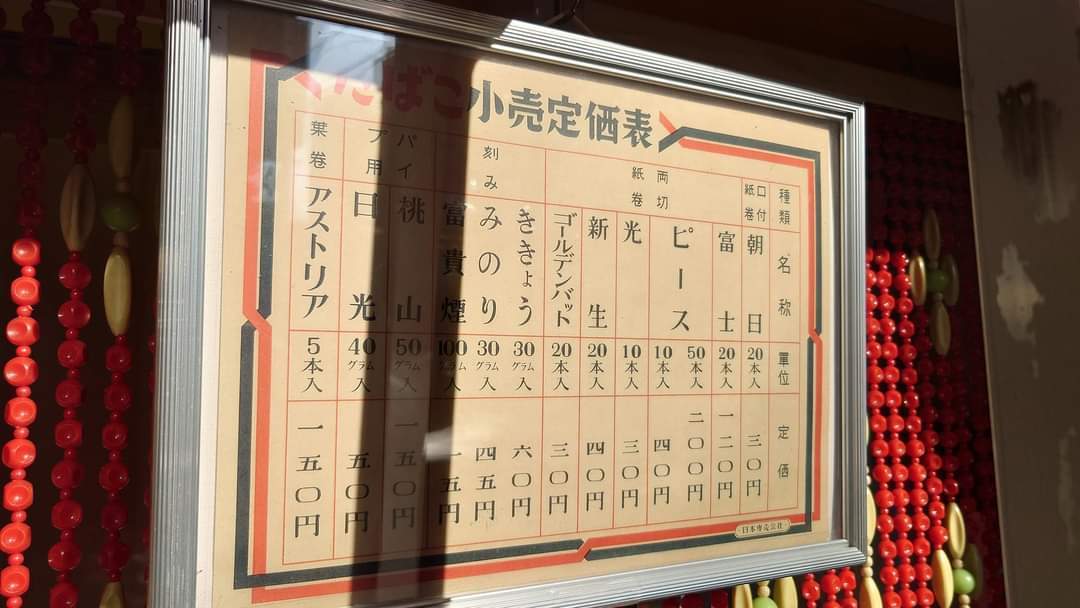 たばこ小売定価表
種類 名称 單位 定価
口付紙巻 朝日 20本入 三〇円
両切紙巻 富士 20本入 一二〇円
ピース 50本入 二〇〇円
10本入 四〇円
光 10本入 三〇円
新生 20本入 四〇円
ゴールデンバット 20本入 三〇円
刻み ききょう 30グラム入 六〇円
みのり 30グラム入 四五円
富貴煙 100グラム入 一五円
パイプ用 桃山 50グラム入 一五〇円
日光 40グラム入 五〇円
葉巻 アストリア 5本入 一五〇円
日本専売公社